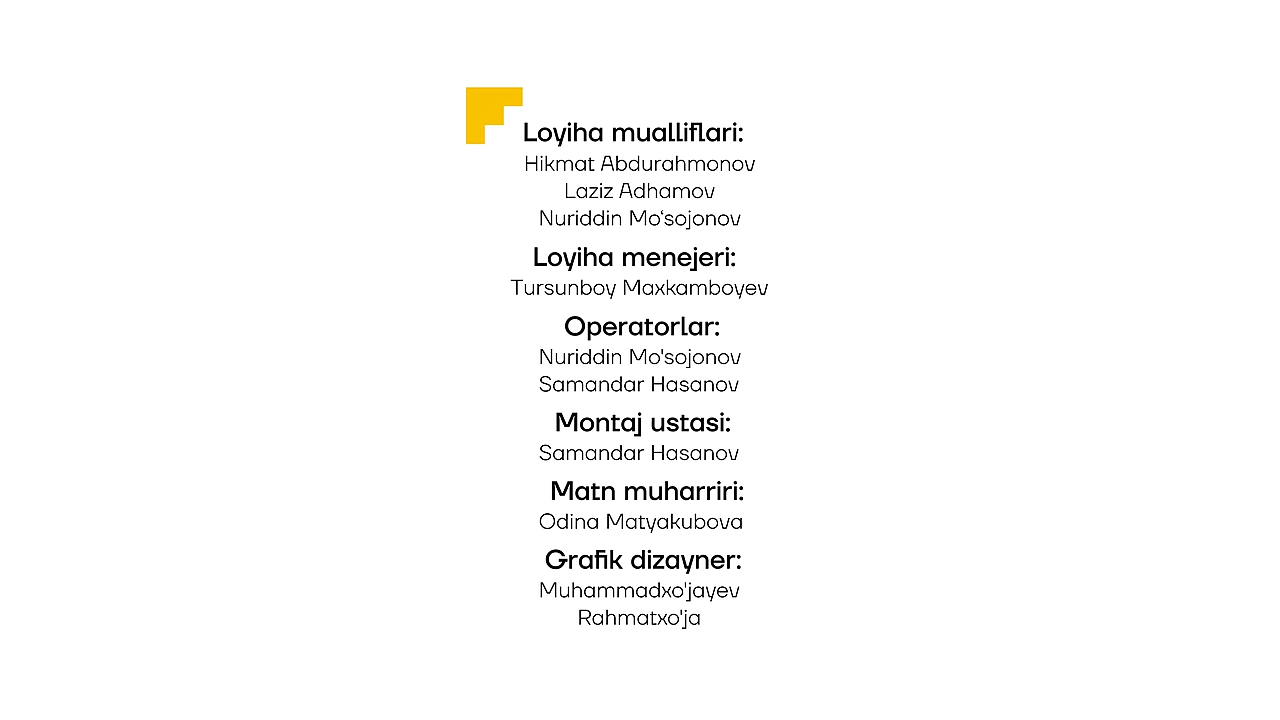 Loyiha mualliflari:
Hikmat Abdurahmonov
Laziz Adhamov
Nuriddin Mo‘sojonov
Loyiha menejeri:
Tursunboy Maxkamboyev
Operatorlar:
Nuriddin Mo'sojonov
Samandar Hasanov
Montaj ustasi:
Samandar Hasanov
Matn muharriri:
Odina Matyakubova
Grafik dizayner:
Muhammadxo'jayev
Rahmatxo'ja